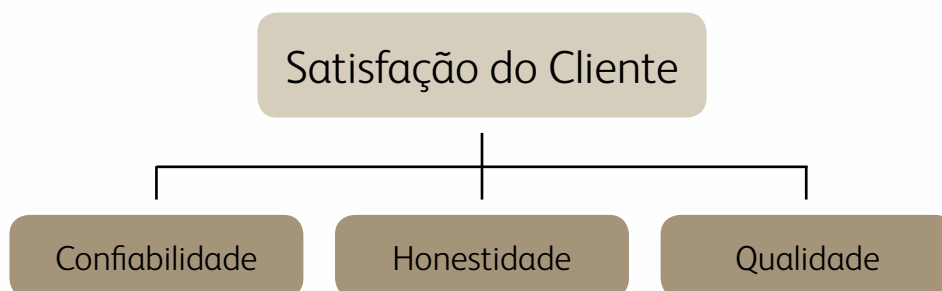 Satisfação do Cliente
Confiabilidade
Honestidade
Qualidade